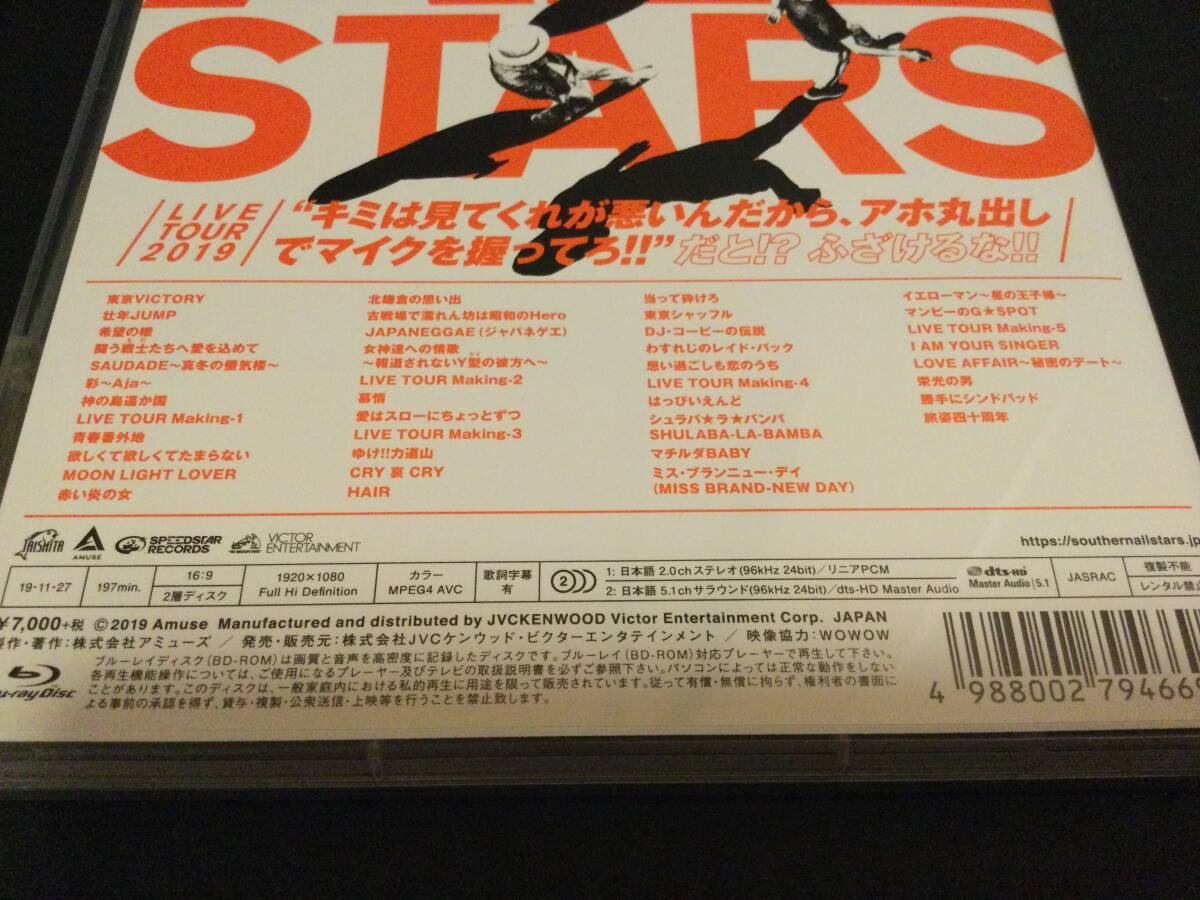 STARS
LIVE
TOUR
2019
“キミは見てくれが悪いんだから、アホ丸出し
でマイクを握ってろ!!”だと!? ふざけるな!!
東京VICTORY
壮年JUMP
希望の轍
闘う戦士たちへ愛を込めて
SAUDADE〜真冬の蜃気楼〜
彩〜Aja〜
神の島遥か国
LIVE TOUR Making-1
青春番外地
欲しくて欲しくてたまらない
MOON LIGHT LOVER
赤い炎の女
北鎌倉の思い出
古戦場で濡れん坊は昭和のHero
JAPANEGGAE (ジャパネゲエ)
女神達への情歌
〜報道されないY型の彼方へ〜
LIVE TOUR Making-2
慕情
愛はスローにちょっとずつ
LIVE TOUR Making-3
ゆけ!!力道山
CRY 哀 CRY
HAIR
当って砕けろ
東京シャッフル
DJ・コービーの伝説
わすれじのレイド・バック
思い過ごしも恋のうち
LIVE TOUR Making-4
はっぴいえんど
シュラバ★ラ★バンバ
SHULABA-LA-BAMBA
マチルダBABY
ミス・ブランニュー・デイ
(MISS BRAND-NEW DAY)
イエローマン〜星の王子様〜
マンピーのG★SPOT
LIVE TOUR Making-5
I AM YOUR SINGER
LOVE AFFAIR〜秘密のデート〜
栄光の男
勝手にシンドバッド
旅姿四十周年
TAISHITA
AMUSE
SPEEDSTAR
RECORDS
VICTOR
ENTERTAINMENT
https://southernallstars.jp
19・11・27
197min.
16:9
2層ディスク
1920×1080
Full Hi Definition
カラー
MPEG4 AVC
歌詞字幕
有
2
1: 日本語 2.0chステレオ(96kHz 24bit)/リニアPCM
2: 日本語 5.1chサラウンド(96kHz 24bit)/dts-HD Master Audio
dts-HD
Master Audio 5.1
JASRAC
複製不能
レンタル禁止
¥7,000+税 ©2019 Amuse Manufactured and distributed by JVCKENWOOD Victor Entertainment Corp. JAPAN
製作・著作：株式会社アミューズ / 発売・販売元：株式会社JVCケンウッド・ビクターエンタテインメント / 映像協力：WOWOW
Blu-ray Disc
ブルーレイディスク(BD-ROM)は画質と音声を高密度に記録したディスクです。ブルーレイ(BD-ROM)対応プレーヤーで再生して下さい。
各再生機能操作については、ご使用になるプレーヤー及びテレビの取扱説明書を必ずご参照下さい。パソコンによっては正常な動作をしない
ことがあります。このディスクは、一般家庭内における私的再生に用途を限って販売されています。従って有償・無償に拘らず、権利者の書面に
よる事前の承認を得ず、貸与・複製・公衆送信・上映等を行うことを禁止致します。
4 988002 794669